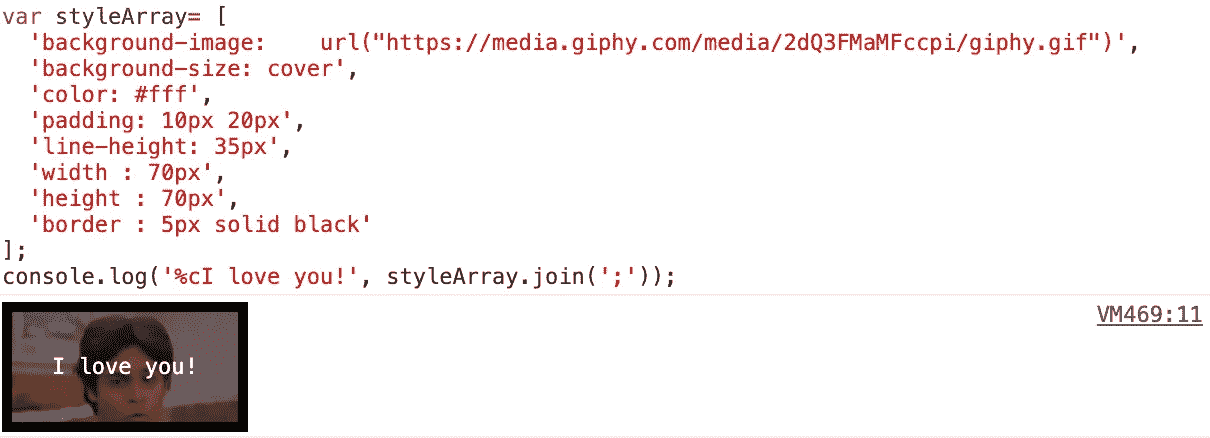 var styleArray= [
  'background-image:    url("https://media.giphy.com/media/2dQ3FMaMFccpi/giphy.gif")',
  'background-size: cover',
  'color: #fff',
  'padding: 10px 20px',
  'line-height: 35px',
  'width : 70px',
  'height : 70px',
  'border : 5px solid black'
];
console.log('%cI love you!', styleArray.join(';'));
VM469:11
I love you!